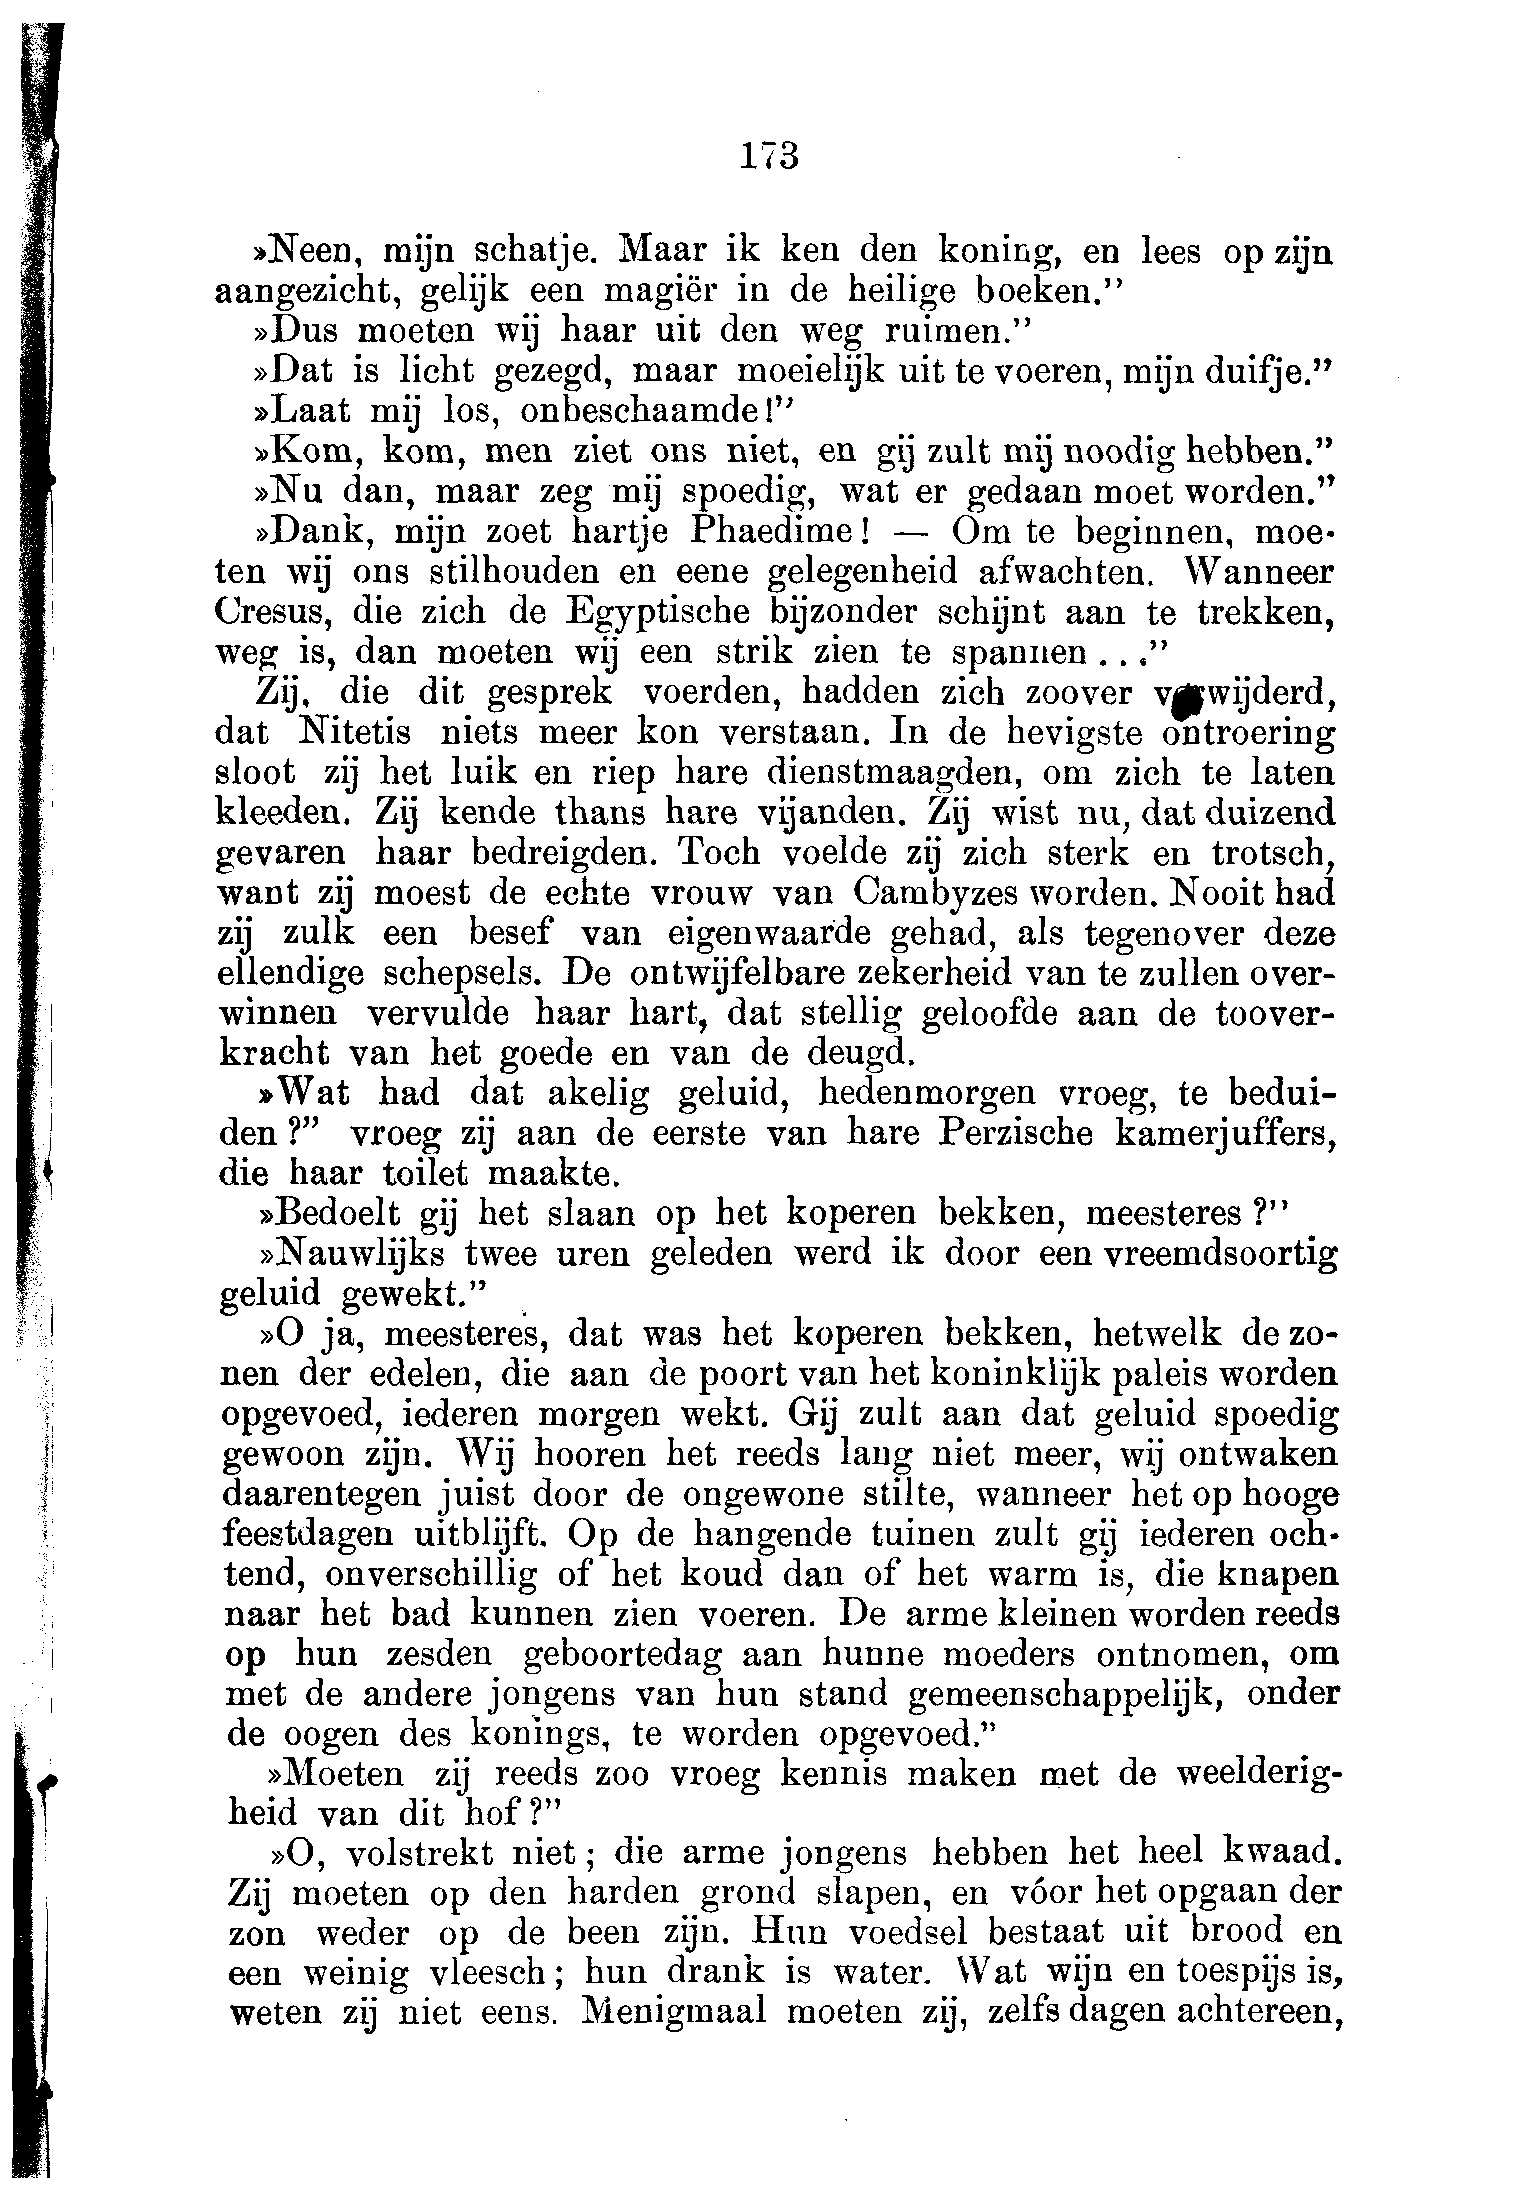 173
»Neen, mijn schatje. Maar ik ken den koning, en lees op zijn
aangezicht, gelijk een magiër in de heilige boeken.”
»Dus moeten wij haar uit den weg ruimen.”
»Dat is licht gezegd, maar moeielijk uit te voeren, mijn duifje.”
»Laat mij los, onbeschaamde!”
»Kom, kom, men ziet ons niet, en gij zult mij noodig hebben.”
»Nu dan, maar zeg mij spoedig, wat er gedaan moet worden.”
»Dank, mijn zoet hartje Phaedime! — Om te beginnen, moe-
ten wij ons stilhouden en eene gelegenheid afwachten. Wanneer
Cresus, die zich de Egyptische bijzonder schijnt aan te trekken,
weg is, dan moeten wij een strik zien te spannen ...”
Zij, die dit gesprek voerden, hadden zich zoover verwijderd,
dat Nitetis niets meer kon verstaan. In de hevigste ontroering
sloot zij het luik en riep hare dienstmaagden, om zich te laten
kleeden. Zij kende thans hare vijanden. Zij wist nu, dat duizend
gevaren haar bedreigden. Toch voelde zij zich sterk en trotsch,
want zij moest de echte vrouw van Cambyzes worden. Nooit had
zij zulk een besef van eigenwaarde gehad, als tegenover deze
ellendige schepsels. De ontwijfelbare zekerheid van te zullen over-
winnen vervulde haar hart, dat stellig geloofde aan de toover-
kracht van het goede en van de deugd.
»Wat had dat akelig geluid, hedenmorgen vroeg, te bedui-
den?” vroeg zij aan de eerste van hare Perzische kamerjuffers,
die haar toilet maakte.
»Bedoelt gij het slaan op het koperen bekken, meesteres?”
»Nauwlijks twee uren geleden werd ik door een vreemdsoortig
geluid gewekt.”
»O ja, meesteres, dat was het koperen bekken, hetwelk de zo-
nen der edelen, die aan de poort van het koninklijk paleis worden
opgevoed, iederen morgen wekt. Gij zult aan dat geluid spoedig
gewoon zijn. Wij hooren het reeds lang niet meer, wij ontwaken
daarentegen juist door de ongewone stilte, wanneer het op hooge
feestdagen uitblijft. Op de hangende tuinen zult gij iederen och-
tend, onverschillig of het koud dan of het warm is, die knapen
naar het bad kunnen zien voeren. De arme kleinen worden reeds
op hun zesden geboortedag aan hunne moeders ontnomen, om
met de andere jongens van hun stand gemeenschappelijk, onder
de oogen des konings, te worden opgevoed.”
»Moeten zij reeds zoo vroeg kennis maken met de weelderig-
heid van dit hof?”
»O, volstrekt niet; die arme jongens hebben het heel kwaad.
Zij moeten op den harden grond slapen, en vóor het opgaan der
zon weder op de been zijn. Hun voedsel bestaat uit brood en
een weinig vleesch; hun drank is water. Wat wijn en toespijs is,
weten zij niet eens. Menigmaal moeten zij, zelfs dagen achtereen,